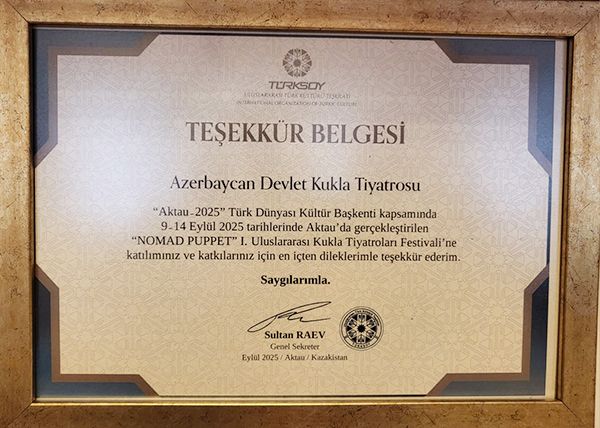 TÜRKSOY
ULUSLARARASI TÜRK KÜLTÜRÜ TEŞKİLATI
INTERNATIONAL ORGANIZATION OF TURKIC CULTURE
TEŞEKKÜR BELGESİ
Azerbaycan Devlet Kukla Tiyatrosu
“Aktau-2025” Türk Dünyası Kültür Başkenti kapsamında
9-14 Eylül 2025 tarihlerinde Aktau’da gerçekleştirilen
“NOMAD PUPPET” I. Uluslararası Kukla Tiyatroları Festivali’ne
katılımınız ve katkılarınız için en içten dileklerimle teşekkür ederim.
Saygılarımla.
Sultan RAEV
Genel Sekreter
Eylül 2025 / Aktau / Kazakistan